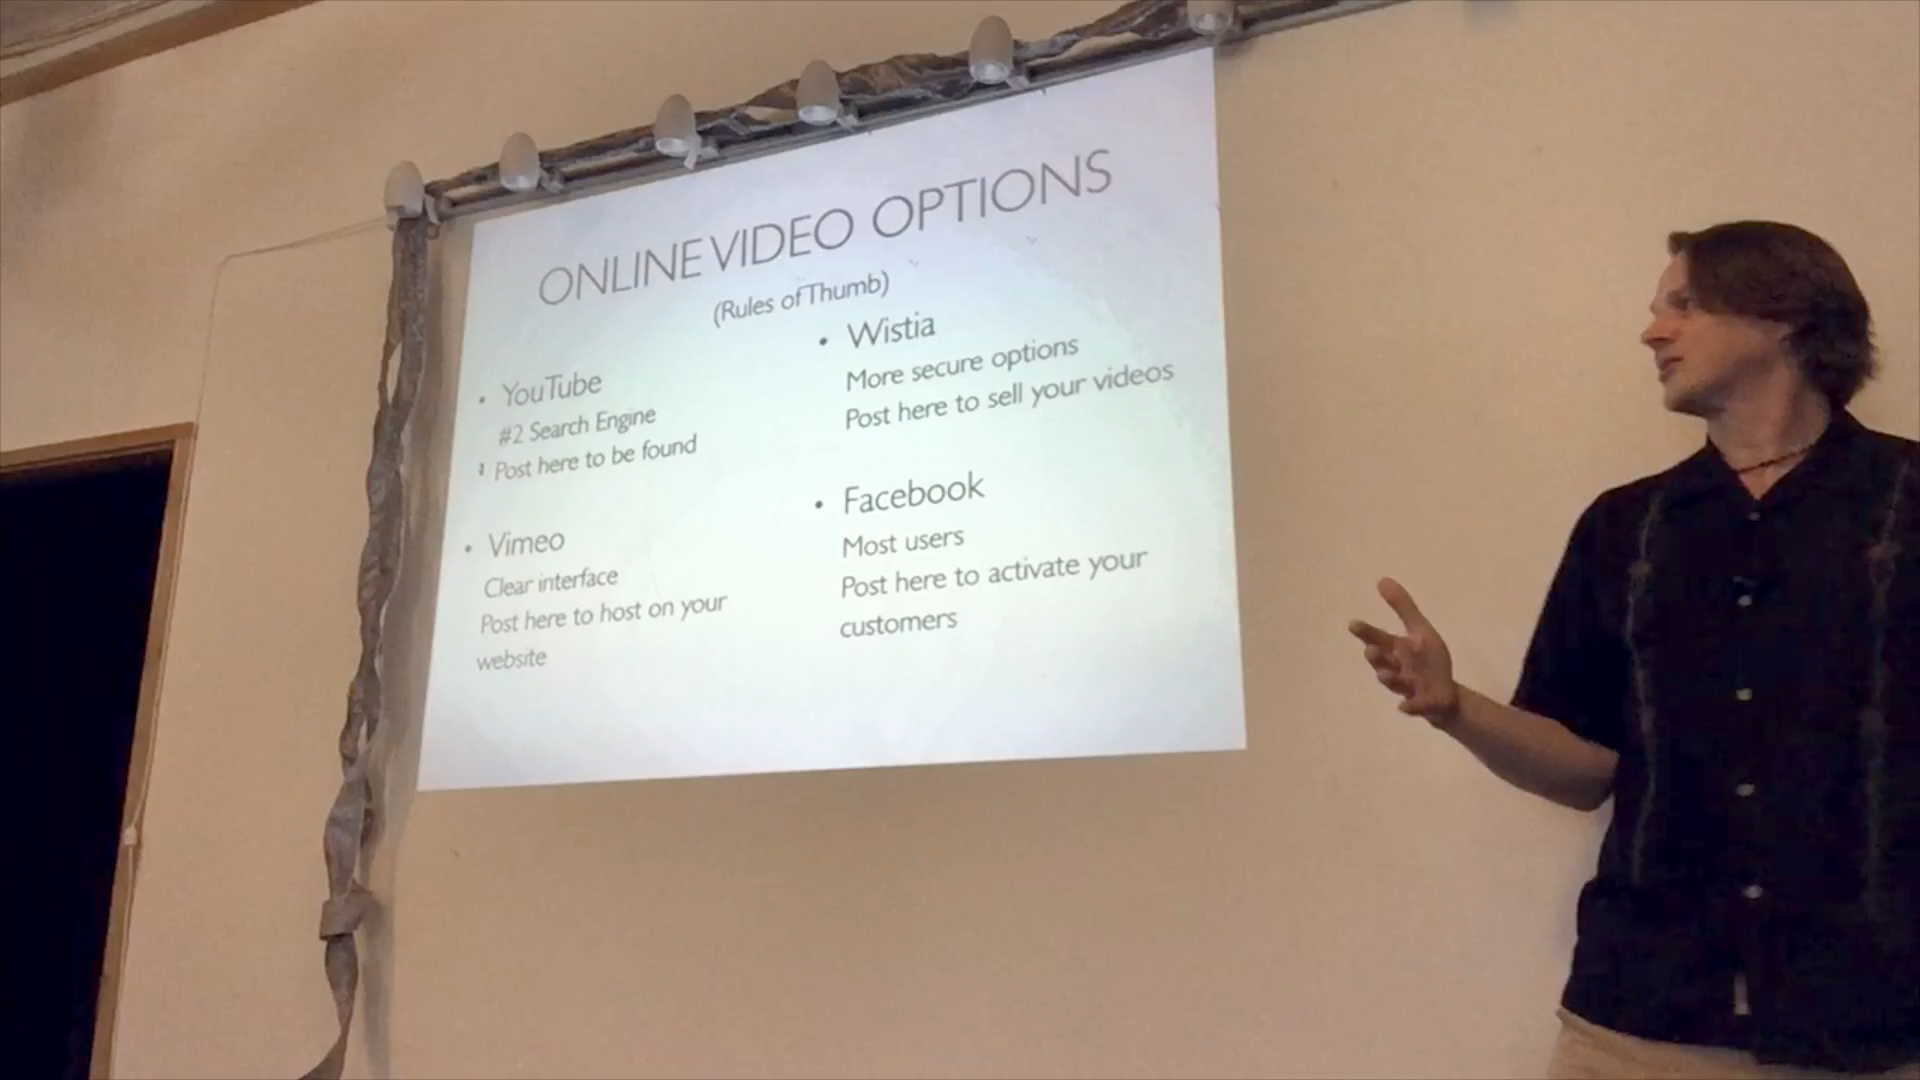 ONLINE VIDEO OPTIONS
(Rules of Thumb)
• YouTube
#2 Search Engine
Post here to be found
• Vimeo
Clear interface
Post here to host on your
website
• Wistia
More secure options
Post here to sell your videos
• Facebook
Most users
Post here to activate your
customers